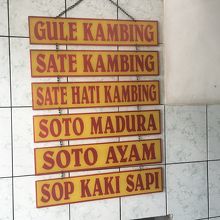 GULE KAMBING
SATE KAMBING
SATE HATI KAMBING
SOTO MADURA
SOTO AYAM
SOP KAKI SAPI